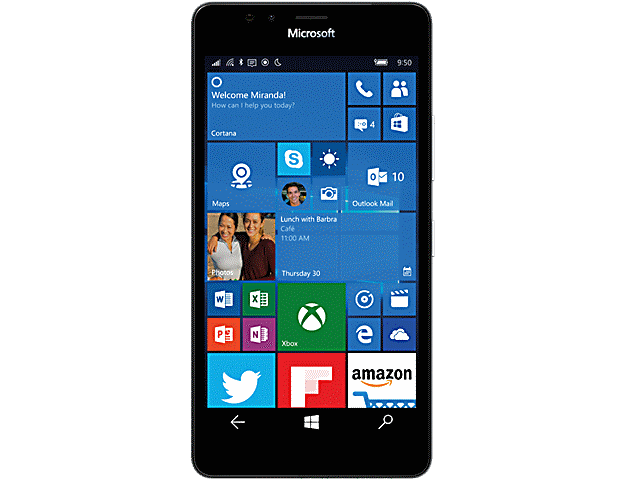 Microsoft
9:50
Welcome Miranda!
How can I help you today?
Cortana
4
Maps
10
Outlook Mail
Lunch with Barbra
Café
11:00 AM
Photos
Thursday 30
Xbox
amazon